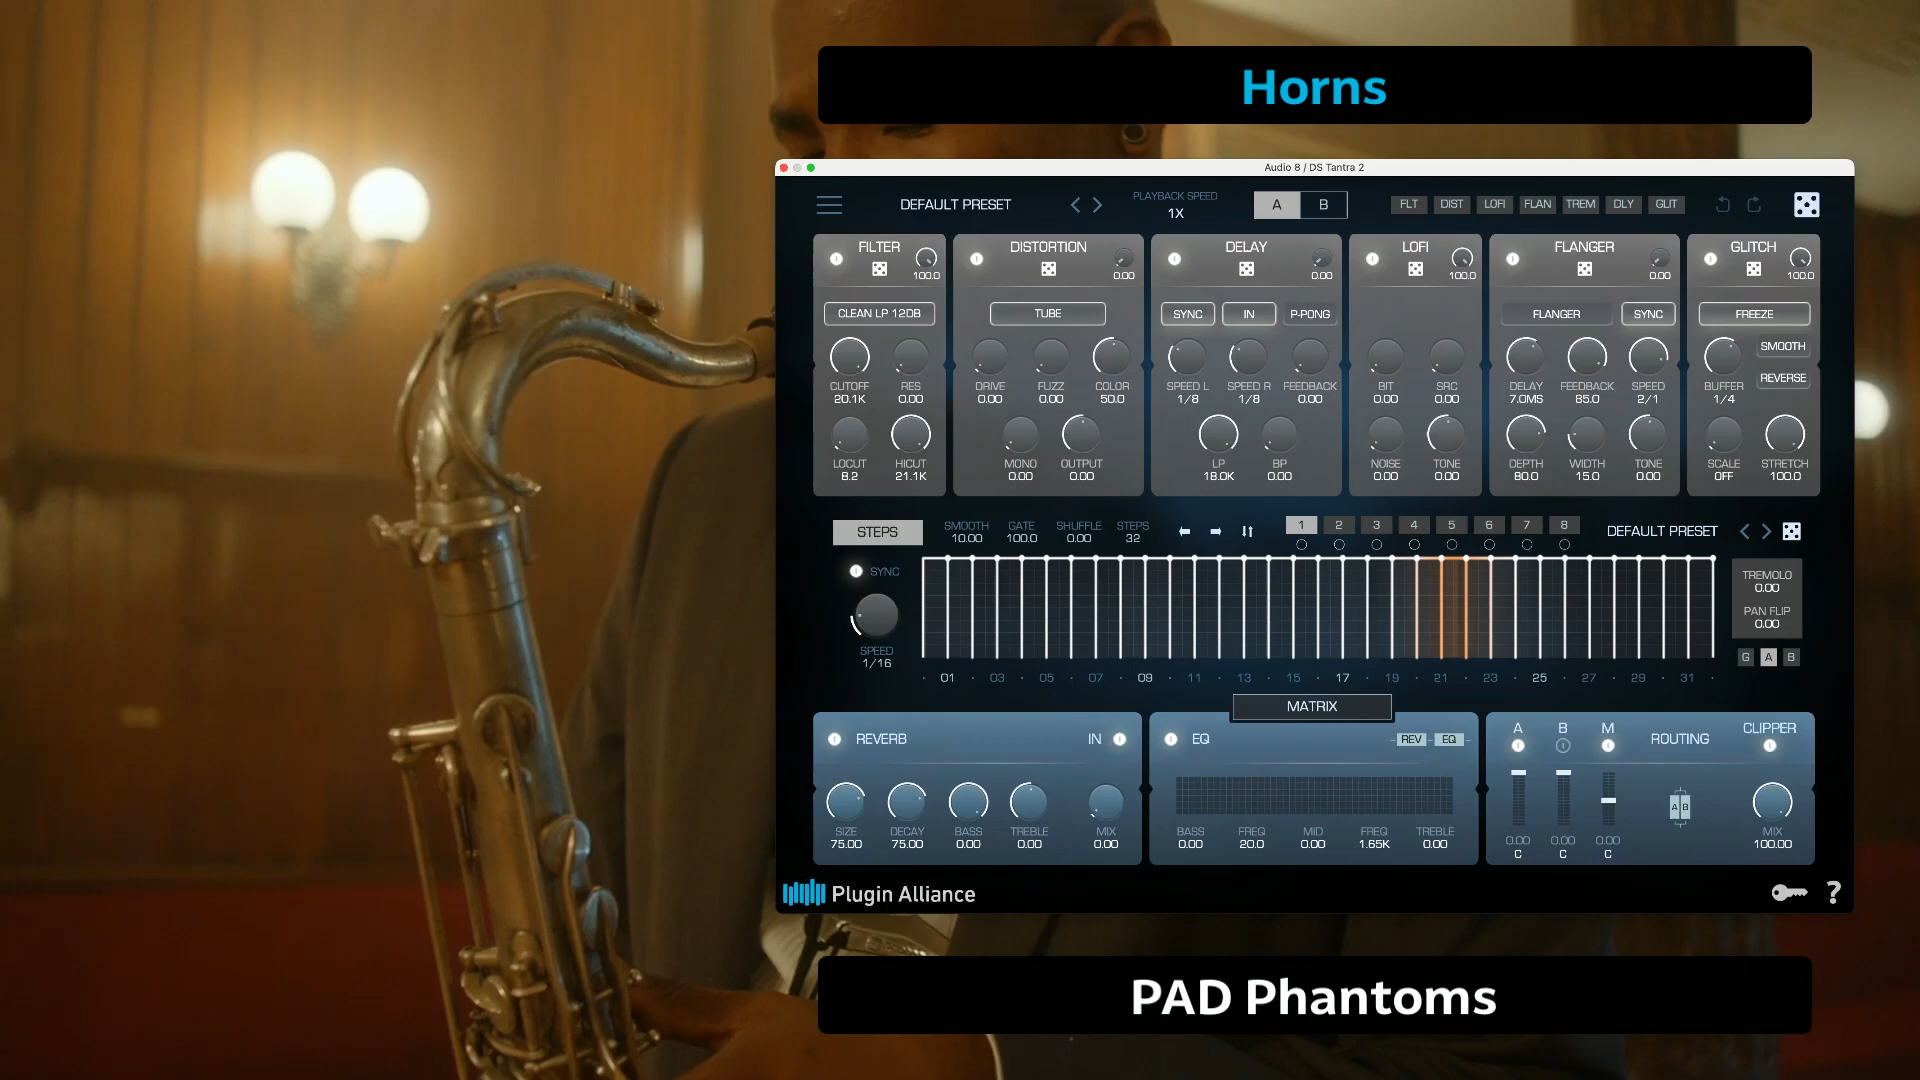 Horns
Audio 8 / DS Tantra 2
DEFAULT PRESET
PLAYBACK SPEED
1X
A B
FLT DIST LOFI FLAN TREM DLY GLIT
FILTER
100.0
CLEAN LP 12DB
CUTOFF RES
20.1K 0.00
LOCUT HICUT
8.2 21.1K
DISTORTION
0.00
TUBE
DRIVE FUZZ COLOR
0.00 0.00 50.0
MONO OUTPUT
0.00 0.00
DELAY
0.00
SYNC IN P-PONG
SPEED L SPEED R FEEDBACK
1/8 1/8 0.00
LP BP
18.0K 0.00
LOFI
100.0
BIT SRC
0.00 0.00
NOISE TONE
0.00 0.00
FLANGER
0.00
FLANGER SYNC
DELAY FEEDBACK SPEED
7.0MS 85.0 2/1
DEPTH WIDTH TONE
80.0 15.0 0.00
GLITCH
100.0
FREEZE
SMOOTH
REVERSE
BUFFER
1/4
SCALE STRETCH
OFF 100.0
STEPS
SMOOTH GATE SHUFFLE STEPS
10.00 100.0 0.00 32
1 2 3 4 5 6 7 8
DEFAULT PRESET
SYNC
SPEED
1/16
TREMOLO
0.00
PAN FLIP
0.00
G A B
01 03 05 07 09 11 13 15 17 19 21 23 25 27 29 31
MATRIX
REVERB IN
SIZE DECAY BASS TREBLE MIX
75.00 75.00 0.00 0.00 0.00
EQ REV EQ
BASS FREQ MID FREQ TREBLE
0.00 20.0 0.00 1.65K 0.00
A B M ROUTING CLIPPER
A B
0.00 0.00 0.00
C C C
MIX
100.00
Plugin Alliance
?
PAD Phantoms